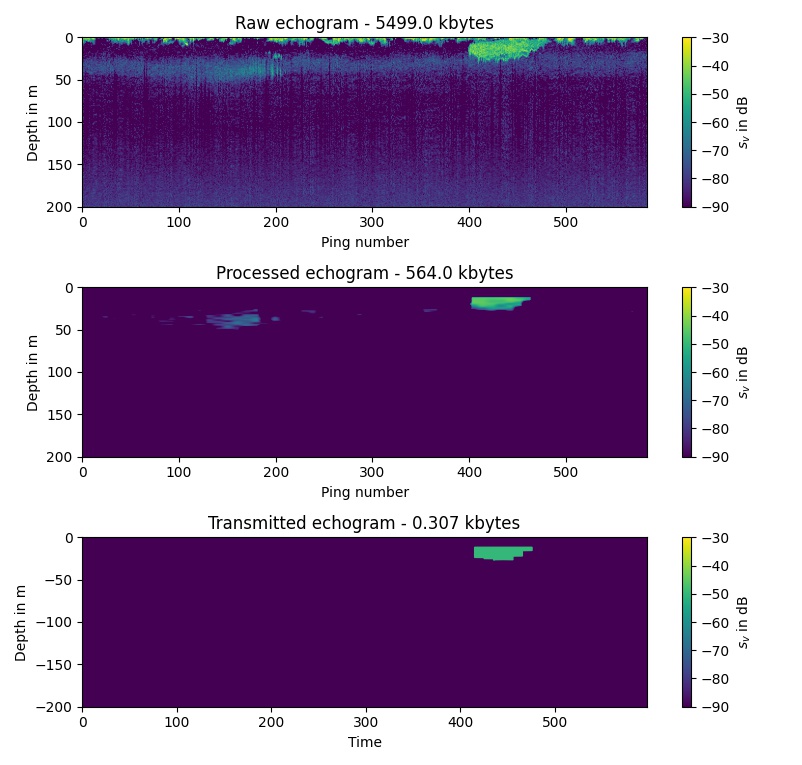 Raw echogram - 5499.0 kbytes
0
50
100
150
200
Depth in m
0 100 200 300 400 500
Ping number
−30
−40
−50
−60
−70
−80
−90
s_v in dB
Processed echogram - 564.0 kbytes
0
50
100
150
200
Depth in m
0 100 200 300 400 500
Ping number
−30
−40
−50
−60
−70
−80
−90
s_v in dB
Transmitted echogram - 0.307 kbytes
0
−50
−100
−150
−200
Depth in m
0 100 200 300 400 500
Time
−30
−40
−50
−60
−70
−80
−90
s_v in dB